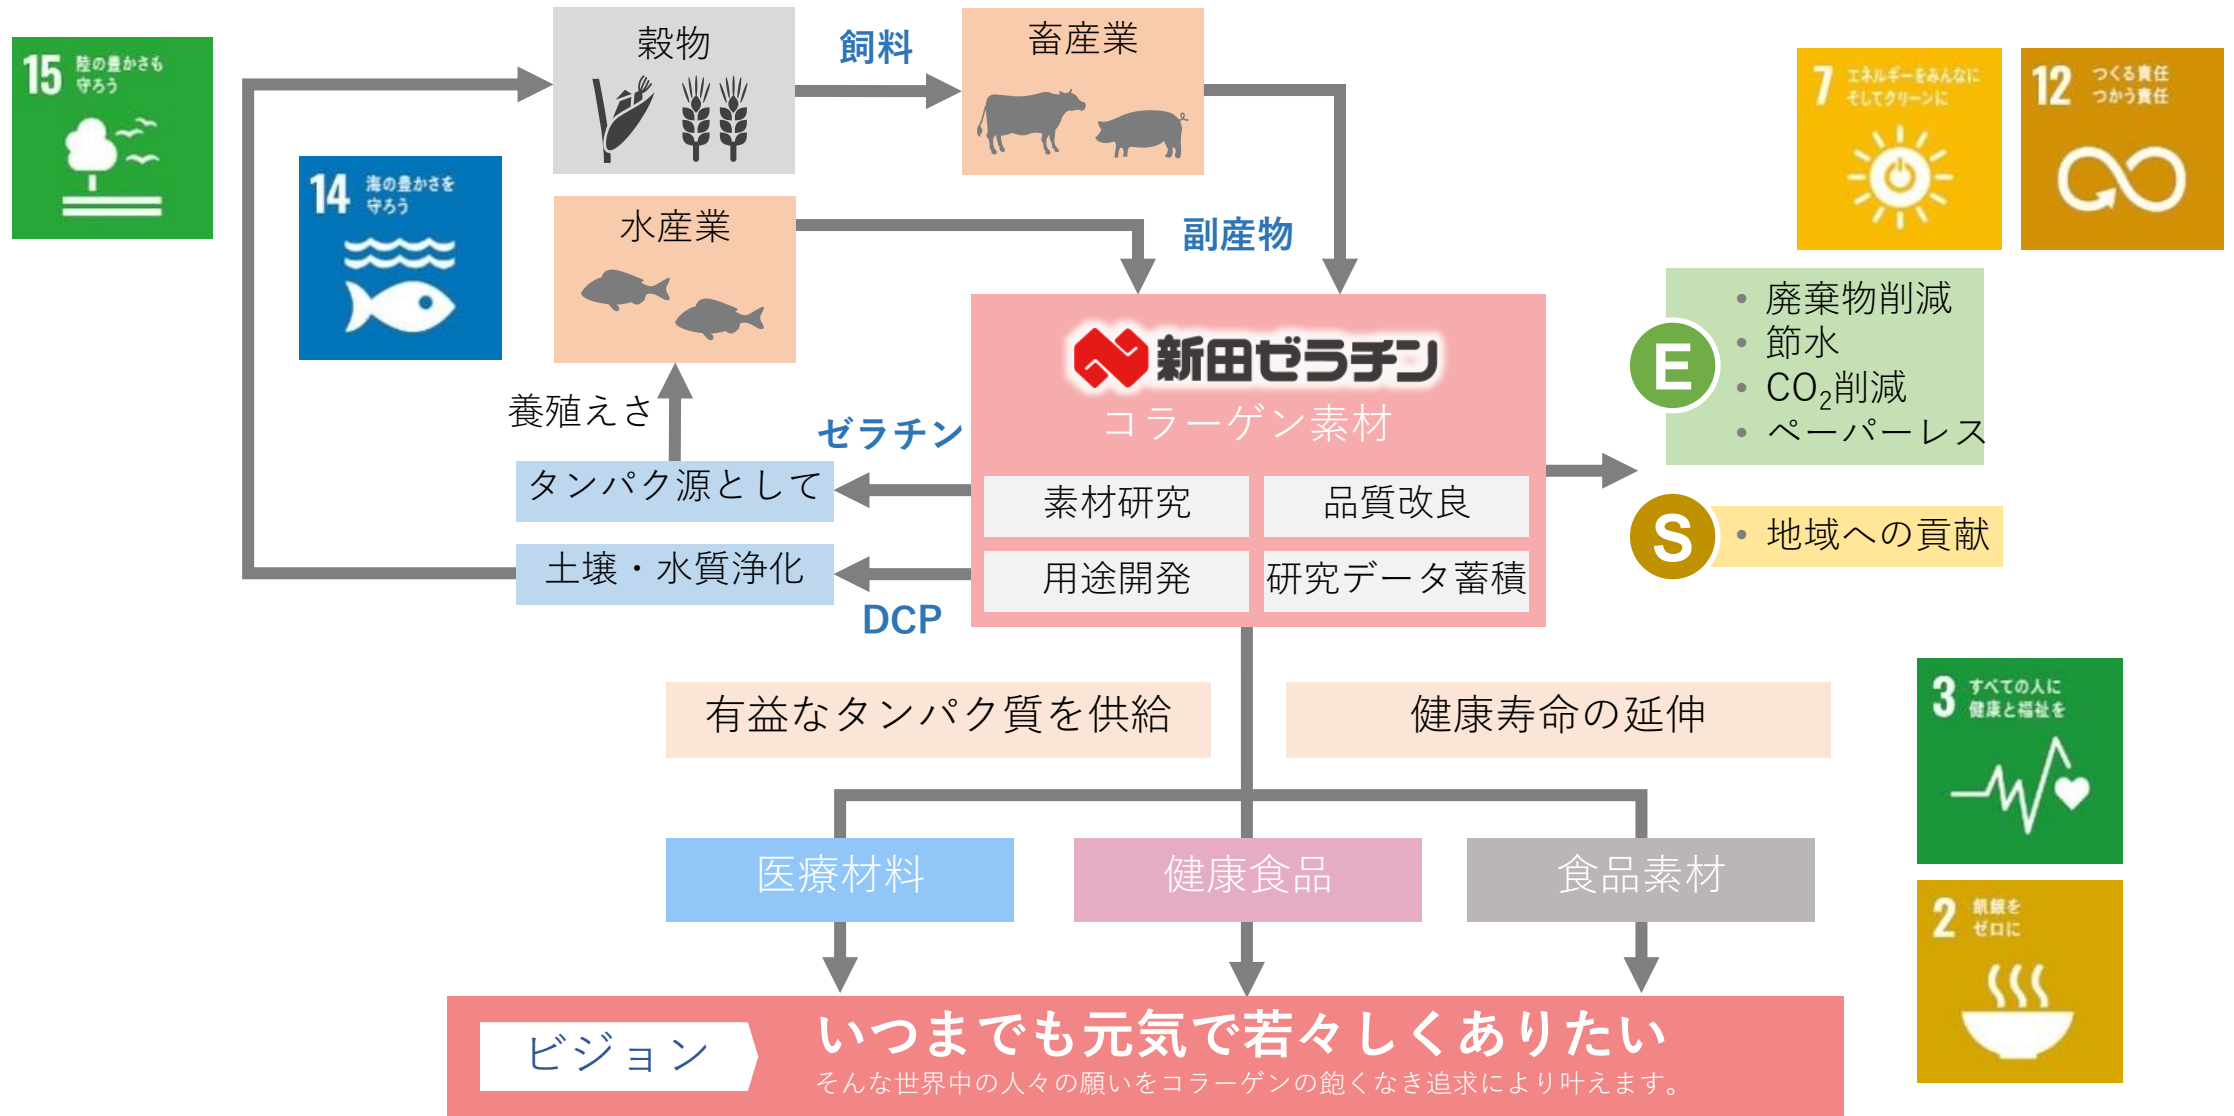 15 陸の豊かさも
守ろう
穀物
飼料
畜産業
7 エネルギーをみんなに
そしてクリーンに
12 つくる責任
つかう責任
14 海の豊かさを
守ろう
水産業
副産物
新田ゼラチン
コラーゲン素材
素材研究
品質改良
用途開発
研究データ蓄積
養殖えさ
ゼラチン
タンパク源として
土壌・水質浄化
DCP
E
• 廃棄物削減
• 節水
• CO₂削減
• ペーパーレス
S
• 地域への貢献
有益なタンパク質を供給
健康寿命の延伸
3 すべての人に
健康と福祉を
医療材料
健康食品
食品素材
2 飢餓を
ゼロに
ビジョン
いつまでも元気で若々しくありたい
そんな世界中の人々の願いをコラーゲンの飽くなき追求により叶えます。